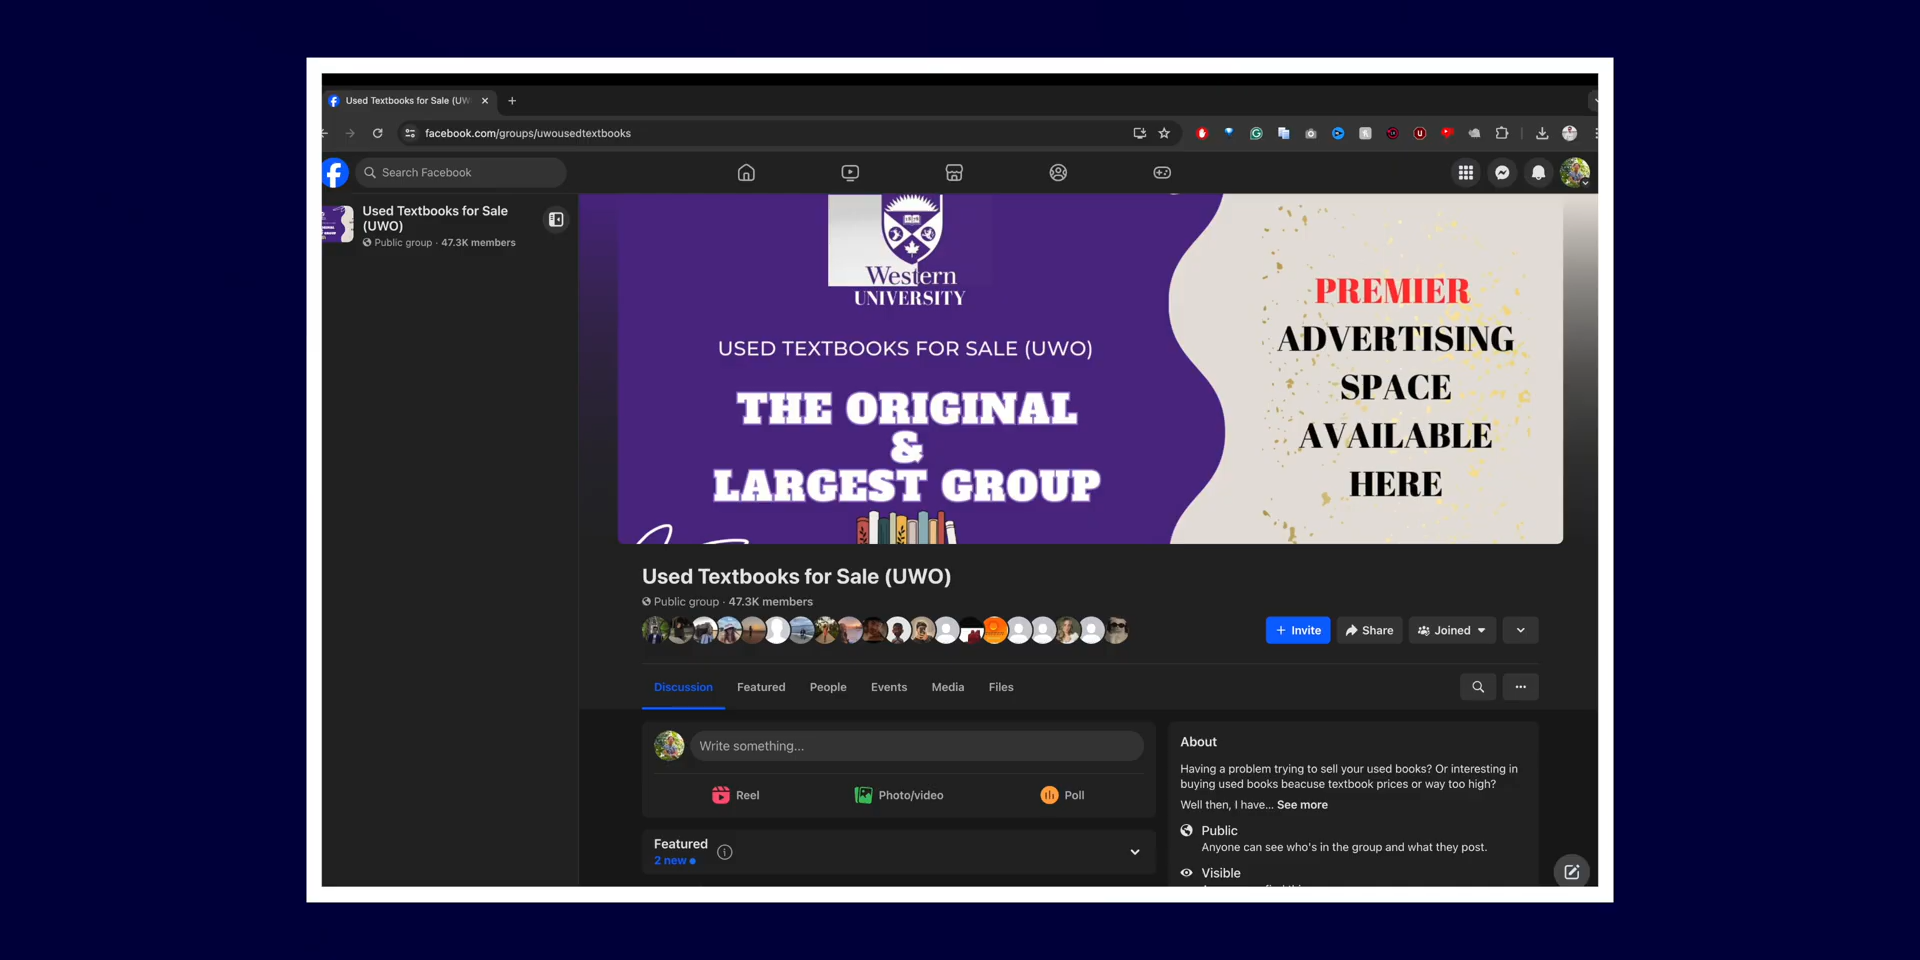 Used Textbooks for Sale (UW
facebook.com/groups/uwousedtextbooks
Search Facebook
Used Textbooks for Sale
(UWO)
Public group · 47.3K members
Western
UNIVERSITY
USED TEXTBOOKS FOR SALE (UWO)
THE ORIGINAL
&
LARGEST GROUP
PREMIER
ADVERTISING
SPACE
AVAILABLE
HERE
Used Textbooks for Sale (UWO)
Public group · 47.3K members
+ Invite
Share
Joined
Discussion
Featured
People
Events
Media
Files
Write something...
Reel
Photo/video
Poll
Featured
2 new
About
Having a problem trying to sell your used books? Or interesting in
buying used books beacuse textbook prices or way too high?
Well then, I have... See more
Public
Anyone can see who's in the group and what they post.
Visible